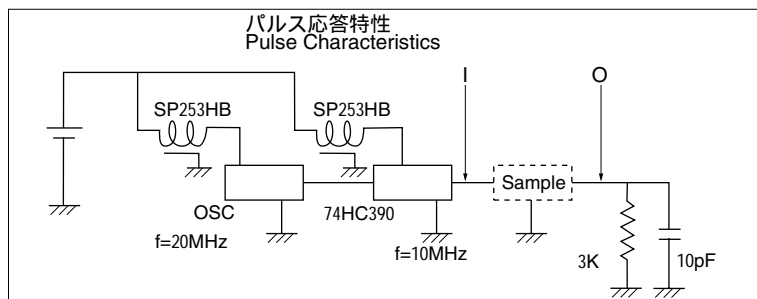 パルス応答特性
Pulse Characteristics
I
O
SP253HB
SP253HB
Sample
OSC
74HC390
f=20MHz
f=10MHz
3K
10pF